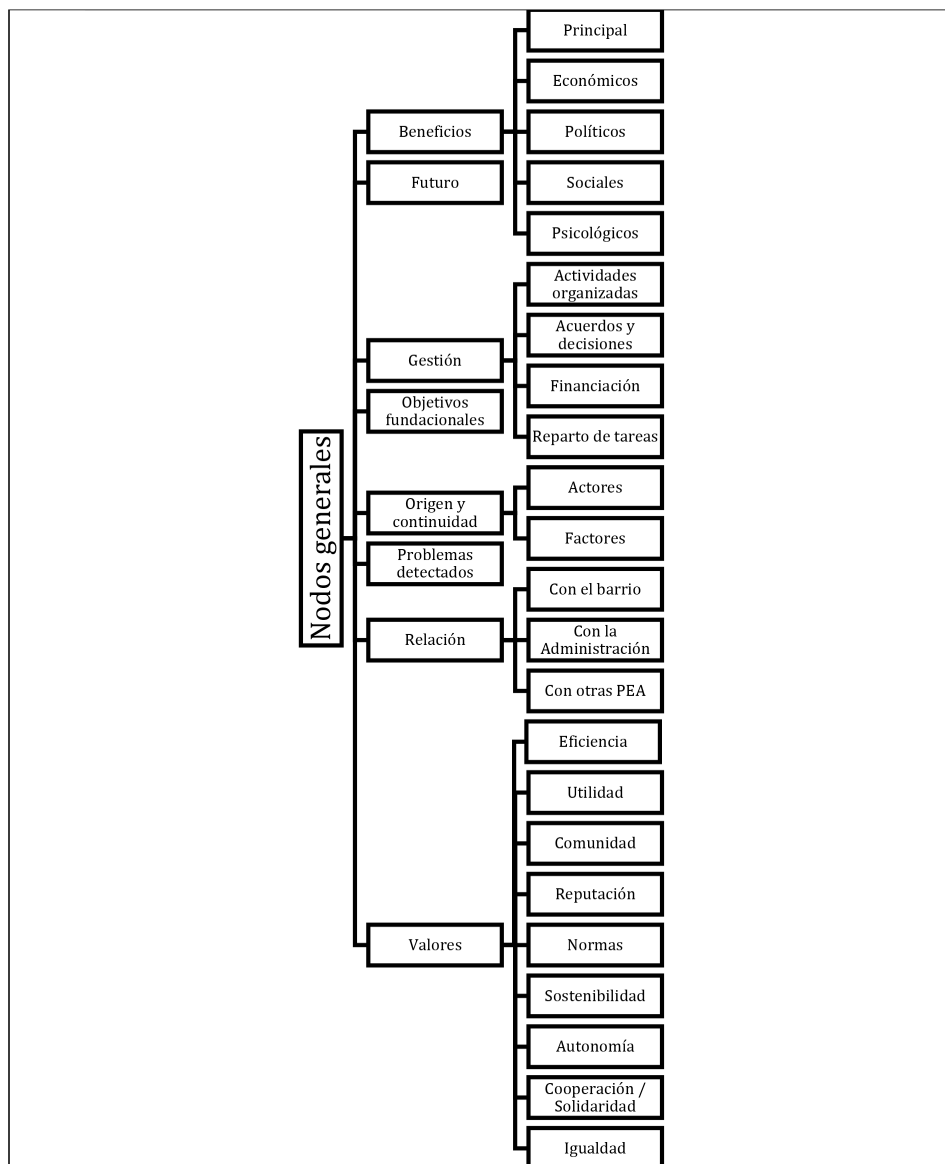 Nodos generales
Beneficios
Principal
Económicos
Políticos
Sociales
Psicológicos
Futuro
Gestión
Actividades
organizadas
Acuerdos y
decisiones
Financiación
Reparto de tareas
Objetivos
fundacionales
Origen y
continuidad
Actores
Factores
Problemas
detectados
Relación
Con el barrio
Con la
Administración
Con otras PEA
Valores
Eficiencia
Utilidad
Comunidad
Reputación
Normas
Sostenibilidad
Autonomía
Cooperación /
Solidaridad
Igualdad